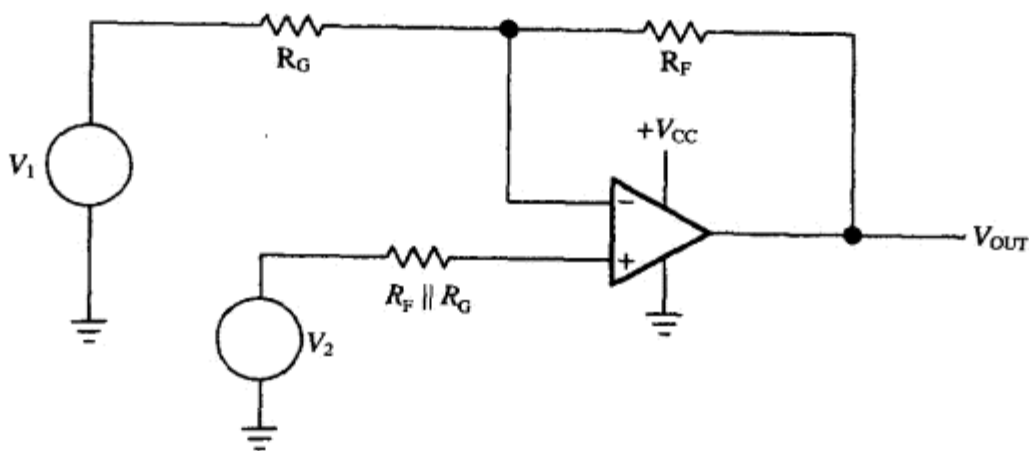 R_G
R_F
+V_CC
V_1
−
V_OUT
+
R_F || R_G
V_2